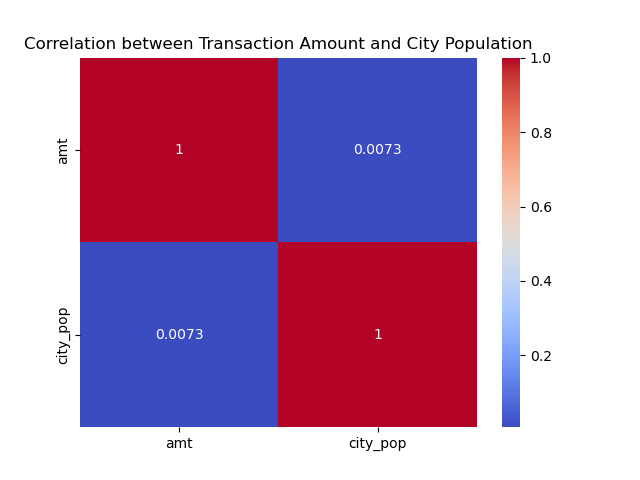 Correlation between Transaction Amount and City Population
amt
1
0.0073
city_pop
0.0073
1
amt
city_pop
1.0
0.8
0.6
0.4
0.2